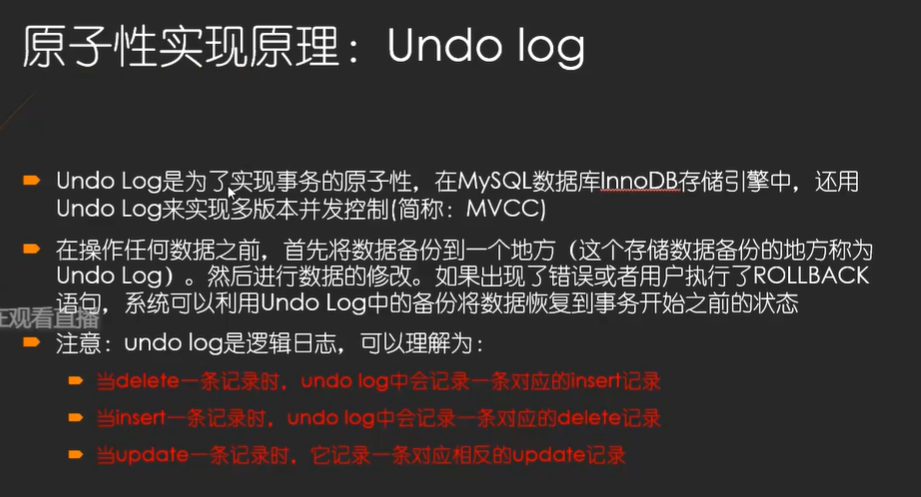 原子性实现原理：Undo log
Undo Log是为了实现事务的原子性，在MySQL数据库InnoDB存储引擎中，还用
Undo Log来实现多版本并发控制(简称：MVCC)
在操作任何数据之前，首先将数据备份到一个地方（这个存储数据备份的地方称为
Undo Log）。然后进行数据的修改。如果出现了错误或者用户执行了ROLLBACK
语句，系统可以利用Undo Log中的备份将数据恢复到事务开始之前的状态
在观看直播
注意：undo log是逻辑日志，可以理解为：
当delete一条记录时，undo log中会记录一条对应的insert记录
当insert一条记录时，undo log中会记录一条对应的delete记录
当update一条记录时，它记录一条对应相反的update记录